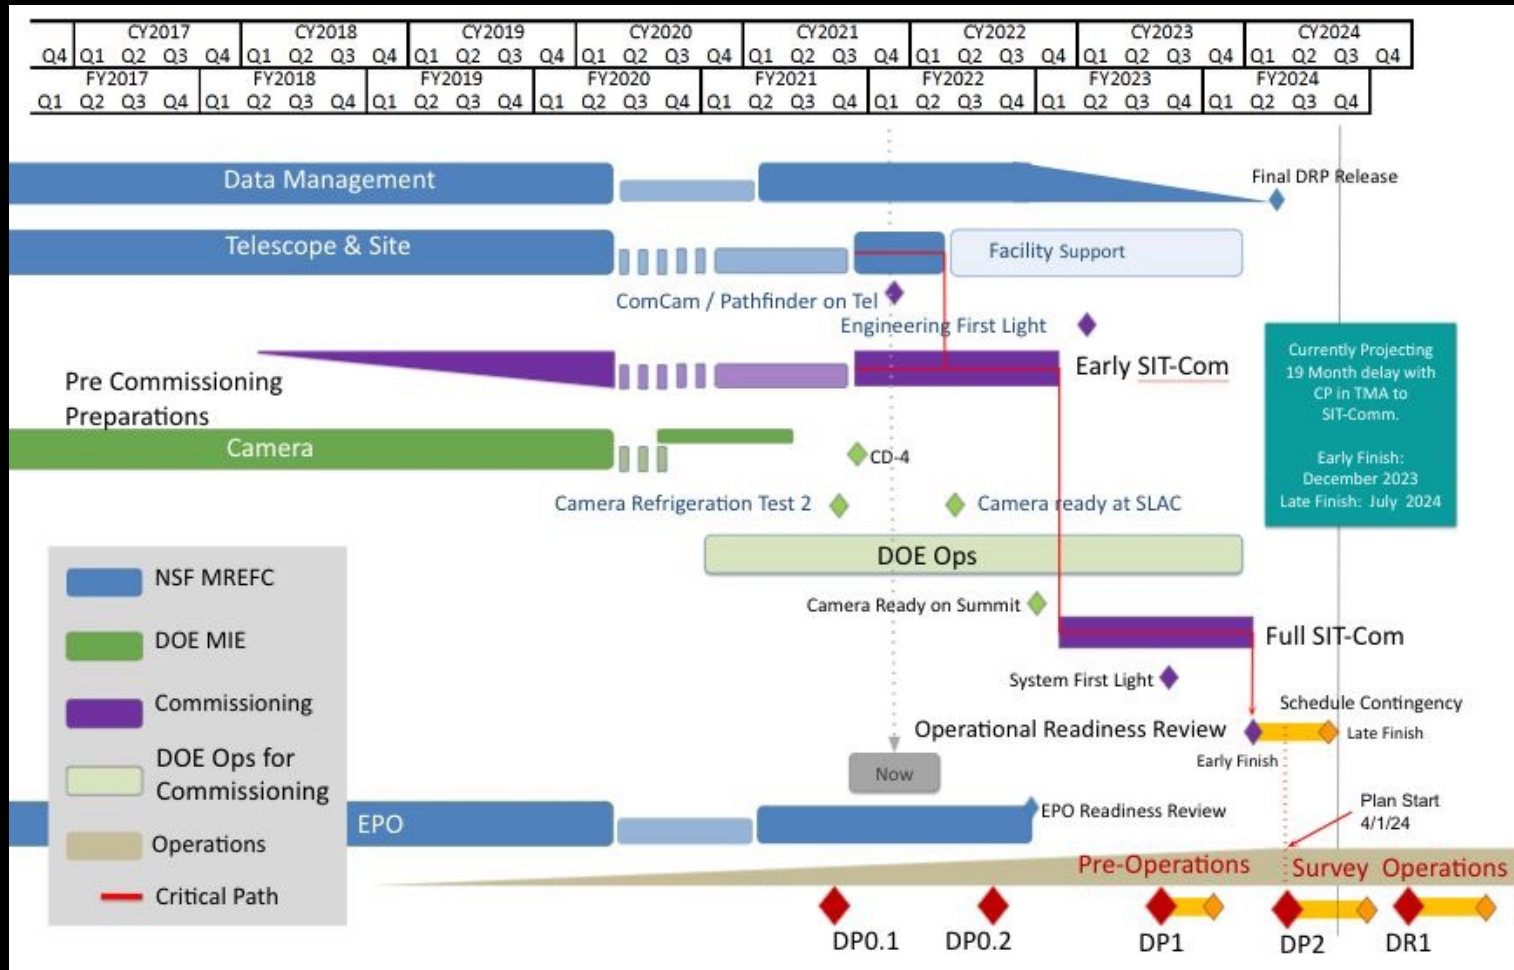 CY2017 CY2018 CY2019 CY2020 CY2021 CY2022 CY2023 CY2024
Q4 Q1 Q2 Q3 Q4 Q1 Q2 Q3 Q4 Q1 Q2 Q3 Q4 Q1 Q2 Q3 Q4 Q1 Q2 Q3 Q4 Q1 Q2 Q3 Q4 Q1 Q2 Q3 Q4 Q1 Q2 Q3 Q4
FY2017 FY2018 FY2019 FY2020 FY2021 FY2022 FY2023 FY2024
Q1 Q2 Q3 Q4 Q1 Q2 Q3 Q4 Q1 Q2 Q3 Q4 Q1 Q2 Q3 Q4 Q1 Q2 Q3 Q4 Q1 Q2 Q3 Q4 Q1 Q2 Q3 Q4 Q1 Q2 Q3 Q4
Data Management
Final DRP Release
Telescope & Site
Facility Support
ComCam / Pathfinder on Tel
Engineering First Light
Early SIT-Com
Pre Commissioning
Preparations
Currently Projecting
19 Month delay with
CP in TMA to
SIT-Comm.
Early Finish:
December 2023
Late Finish: July 2024
Camera
CD-4
Camera Refrigeration Test 2
Camera ready at SLAC
DOE Ops
Camera Ready on Summit
Full SIT-Com
System First Light
Schedule Contingency
Operational Readiness Review
Late Finish
Early Finish
Now
NSF MREFC
DOE MIE
Commissioning
DOE Ops for
Commissioning
Operations
Critical Path
EPO
EPO Readiness Review
Plan Start
4/1/24
Pre-Operations
Survey Operations
DP0.1
DP0.2
DP1
DP2
DR1